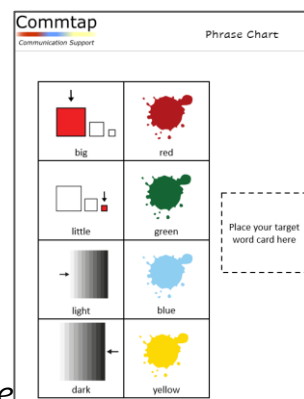 Commtap
Communication Support
Phrase Chart
big
red
little
green
Place your target
word card here
light
blue
dark
yellow
e